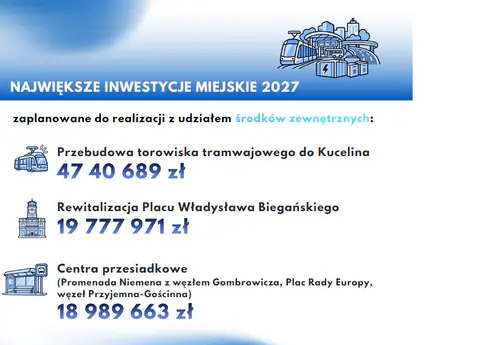 NAJWIĘKSZE INWESTYCJE MIEJSKIE 2027
zaplanowane do realizacji z udziałem środków zewnętrznych:
Przebudowa torowiska tramwajowego do Kucelina
47 40 689 zł
Rewitalizacja Placu Władysława Biegańskiego
19 777 971 zł
Centra przesiadkowe
(Promenada Niemena z węzłem Gombrowicza, Plac Rady Europy,
węzeł Przyjemna-Gościnna)
18 989 663 zł